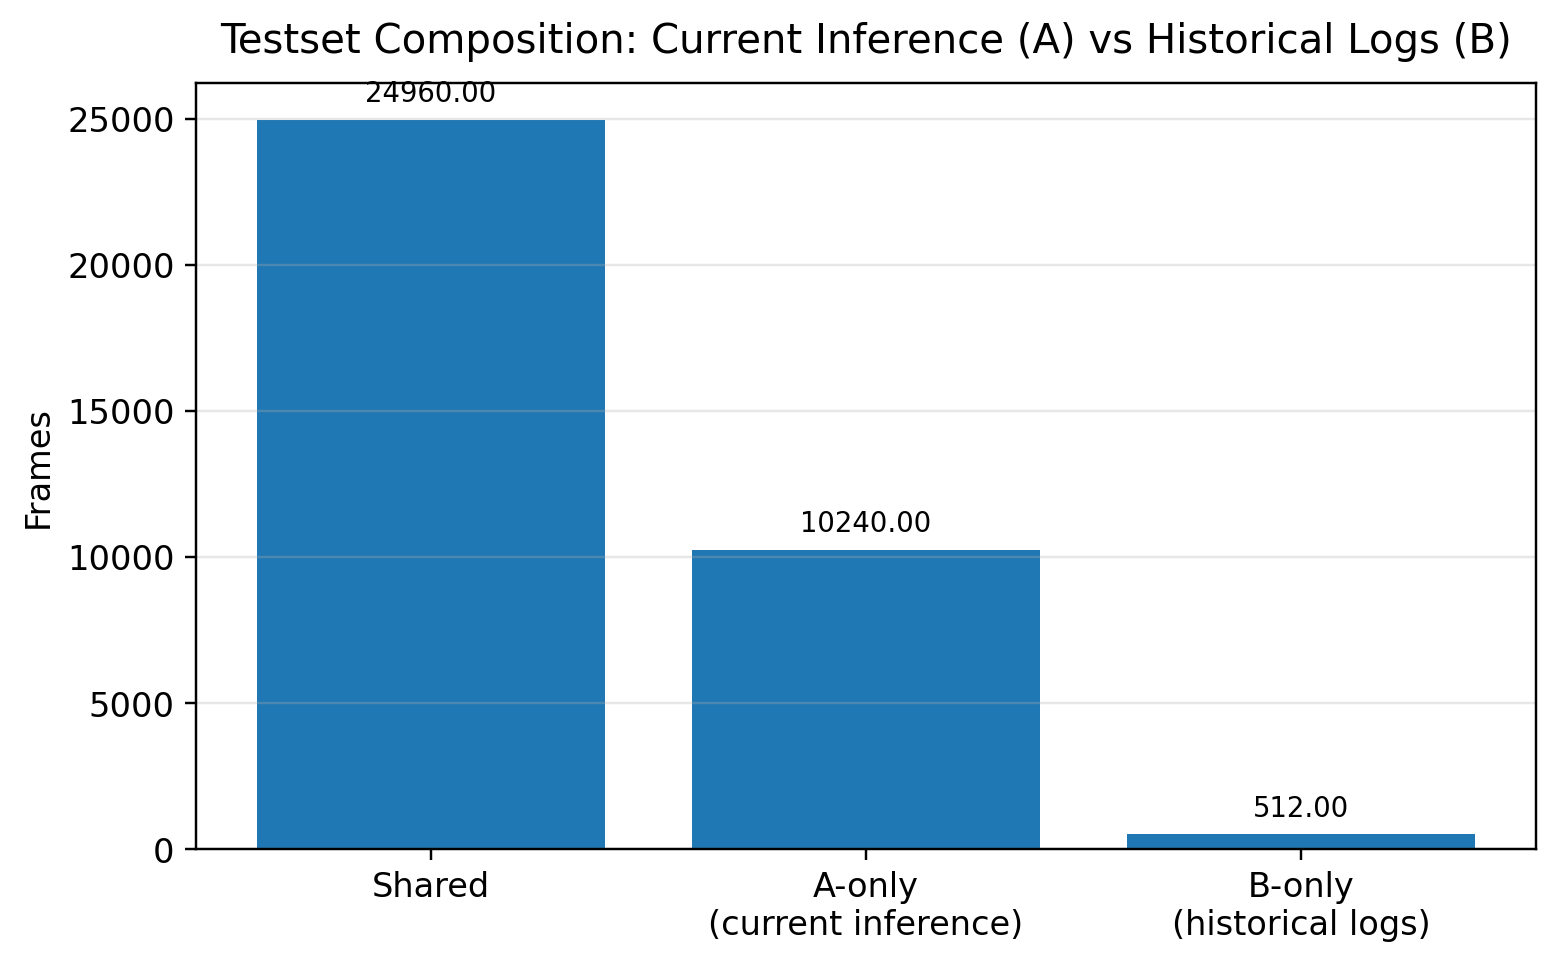 Testset Composition: Current Inference (A) vs Historical Logs (B)
24960.00
10240.00
512.00
Frames
25000
20000
15000
10000
5000
0
Shared
A-only
(current inference)
B-only
(historical logs)